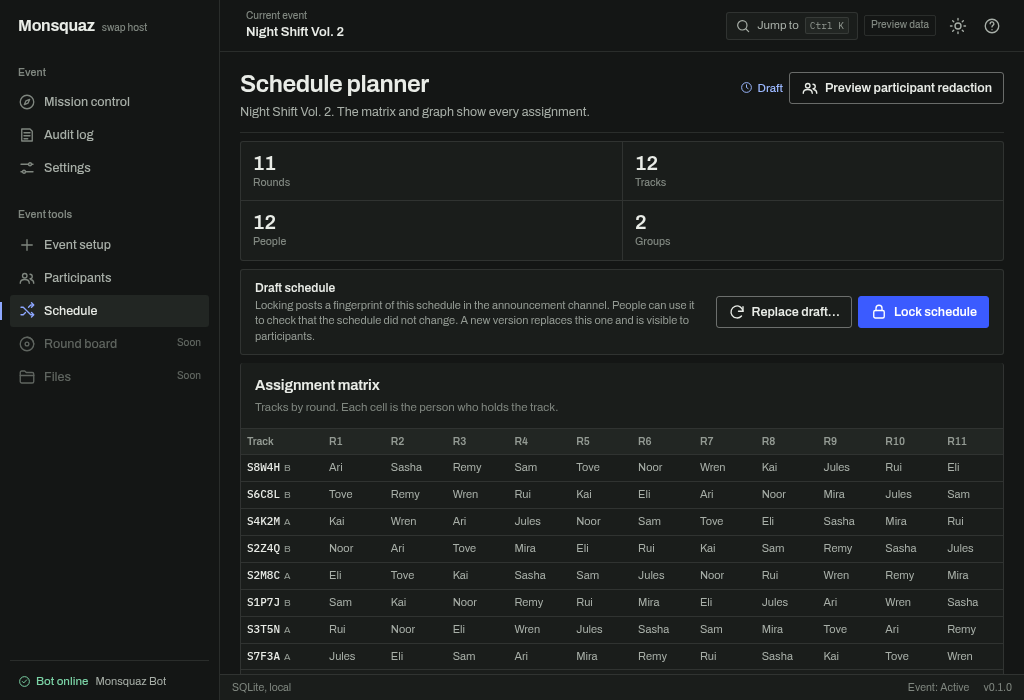 Monsquaz swap host
Event
Mission control
Audit log
Settings
Event tools
Event setup
Participants
Schedule
Round board Soon
Files Soon
Bot online Monsquaz Bot
Current event
Night Shift Vol. 2
Jump to Ctrl K
Preview data
Schedule planner
Night Shift Vol. 2. The matrix and graph show every assignment.
Draft
Preview participant redaction
11
Rounds
12
Tracks
12
People
2
Groups
Draft schedule
Locking posts a fingerprint of this schedule in the announcement channel. People can use it
to check that the schedule did not change. A new version replaces this one and is visible to
participants.
Replace draft...
Lock schedule
Assignment matrix
Tracks by round. Each cell is the person who holds the track.
Track R1 R2 R3 R4 R5 R6 R7 R8 R9 R10 R11
S8W4H B Ari Sasha Remy Sam Tove Noor Wren Kai Jules Rui Eli
S6C8L B Tove Remy Wren Rui Kai Eli Ari Noor Mira Jules Sam
S4K2M A Kai Wren Ari Jules Noor Sam Tove Eli Sasha Mira Rui
S2Z4Q B Noor Ari Tove Mira Eli Rui Kai Sam Remy Sasha Jules
S2M8C A Eli Tove Kai Sasha Sam Jules Noor Rui Wren Remy Mira
S1P7J B Sam Kai Noor Remy Rui Mira Eli Jules Ari Wren Sasha
S3T5N A Rui Noor Eli Wren Jules Sasha Sam Mira Tove Ari Remy
S7F3A A Jules Eli Sam Ari Mira Remy Rui Sasha Kai Tove Wren
SQLite, local
Event: Active v0.1.0